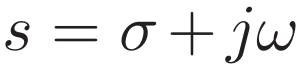 s = σ + jω